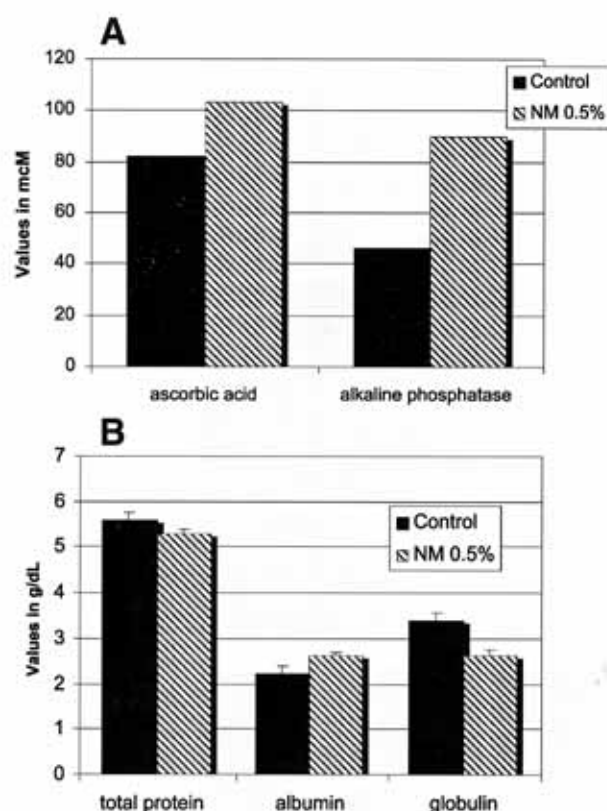 A
120
100
80
60
40
20
0
Values in mcM
Control
NM 0.5%
ascorbic acid
alkaline phosphatase
B
7
6
5
4
3
2
1
0
Values in g/dL
Control
NM 0.5%
total protein
albumin
globulin